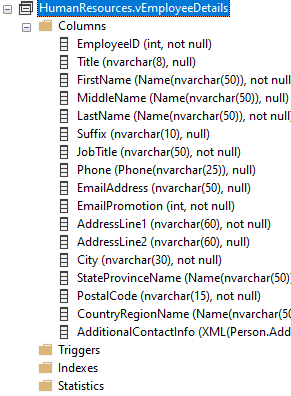 HumanResources.vEmployeeDetails
Columns
EmployeeID (int, not null)
Title (nvarchar(8), null)
FirstName (Name(nvarchar(50)), not null
MiddleName (Name(nvarchar(50)), null)
LastName (Name(nvarchar(50)), not null
Suffix (nvarchar(10), null)
JobTitle (nvarchar(50), not null)
Phone (Phone(nvarchar(25)), null)
EmailAddress (nvarchar(50), null)
EmailPromotion (int, not null)
AddressLine1 (nvarchar(60), not null)
AddressLine2 (nvarchar(60), null)
City (nvarchar(30), not null)
StateProvinceName (Name(nvarchar(50)
PostalCode (nvarchar(15), not null)
CountryRegionName (Name(nvarchar(50
AdditionalContactInfo (XML(Person.Add
Triggers
Indexes
Statistics